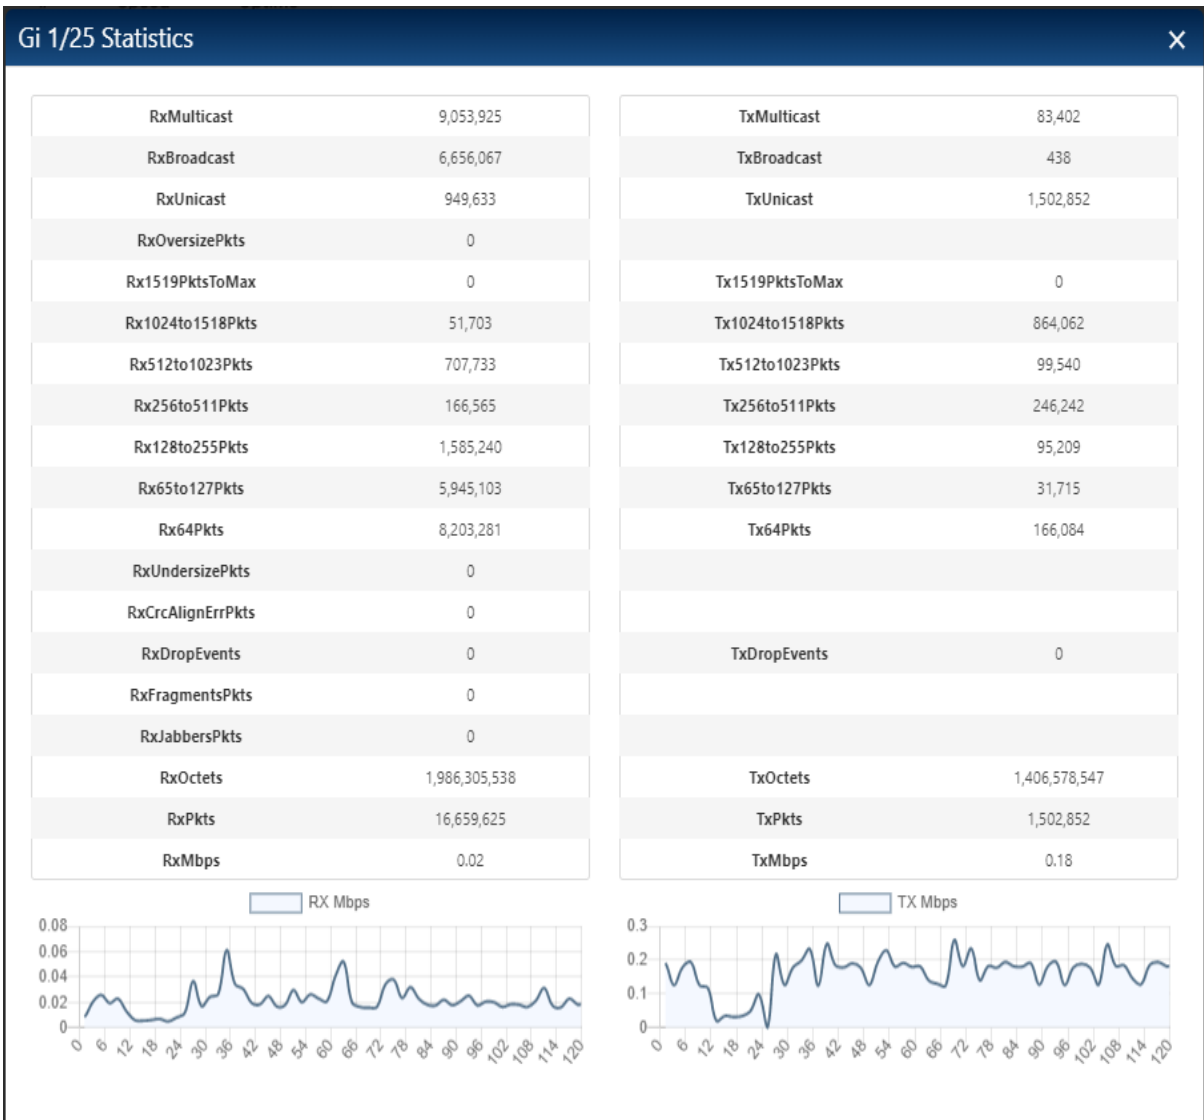 Gi 1/25 Statistics ×
RxMulticast 9,053,925 TxMulticast 83,402
RxBroadcast 6,656,067 TxBroadcast 438
RxUnicast 949,633 TxUnicast 1,502,852
RxOversizePkts 0
Rx1519PktsToMax 0 Tx1519PktsToMax 0
Rx1024to1518Pkts 51,703 Tx1024to1518Pkts 864,062
Rx512to1023Pkts 707,733 Tx512to1023Pkts 99,540
Rx256to511Pkts 166,565 Tx256to511Pkts 246,242
Rx128to255Pkts 1,585,240 Tx128to255Pkts 95,209
Rx65to127Pkts 5,945,103 Tx65to127Pkts 31,715
Rx64Pkts 8,203,281 Tx64Pkts 166,084
RxUndersizePkts 0
RxCrcAlignErrPkts 0
RxDropEvents 0 TxDropEvents 0
RxFragmentsPkts 0
RxJabbersPkts 0
RxOctets 1,986,305,538 TxOctets 1,406,578,547
RxPkts 16,659,625 TxPkts 1,502,852
RxMbps 0.02 TxMbps 0.18
RX Mbps
0.08
0.06
0.04
0.02
0
0 6 12 18 24 30 36 42 48 54 60 66 72 78 84 90 96 102 108 114 120
TX Mbps
0.3
0.2
0.1
0
0 6 12 18 24 30 36 42 48 54 60 66 72 78 84 90 96 102 108 114 120